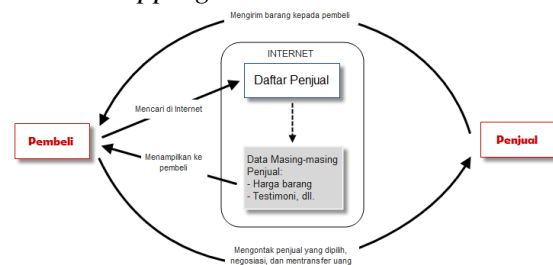 Mengirim barang kepada pembeli
INTERNET
Daftar Penjual
Mencari di Internet
Pembeli
Penjual
Menampilkan ke
pembeli
Data Masing-masing
Penjual:
- Harga barang
- Testimoni, dll.
Mengontak penjual yang dipilih,
negosiasi, dan mentransfer uang